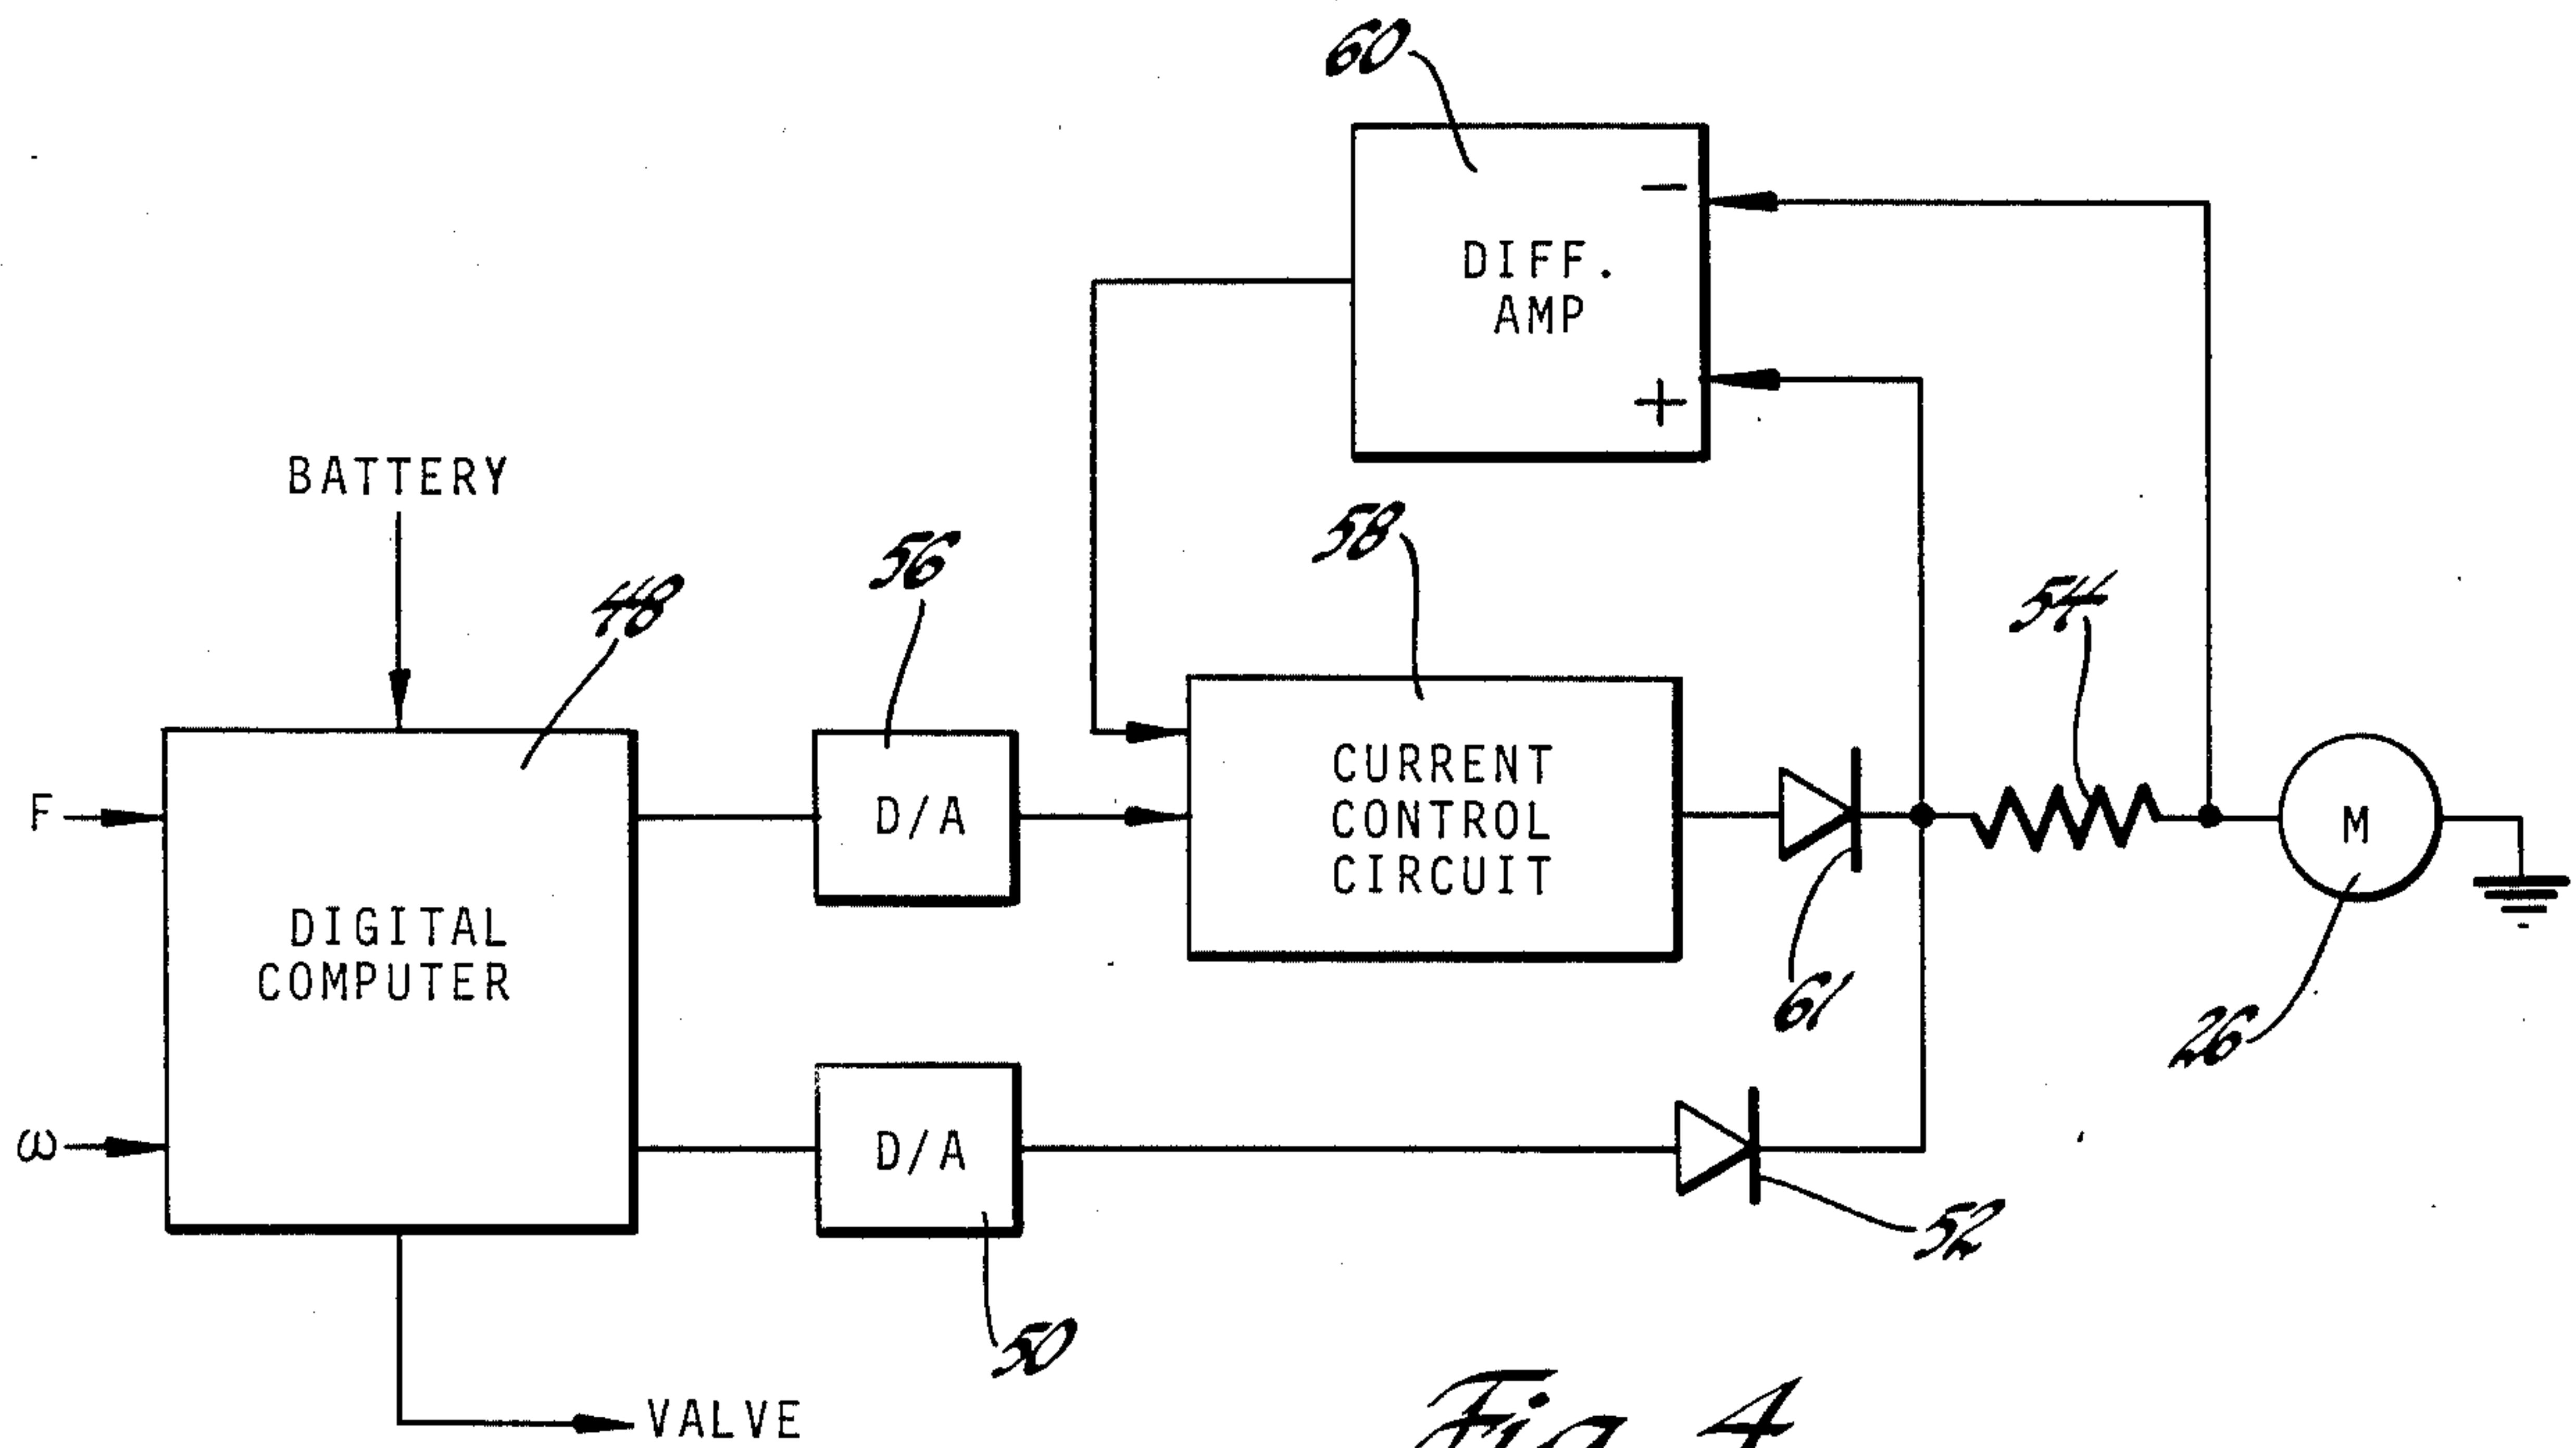 60
−
DIFF.
AMP
+
BATTERY
48
56
58
54
F
D/A
CURRENT
CONTROL
CIRCUIT
M
DIGITAL
COMPUTER
61
26
ω
D/A
52
50
VALVE
Fig. 4